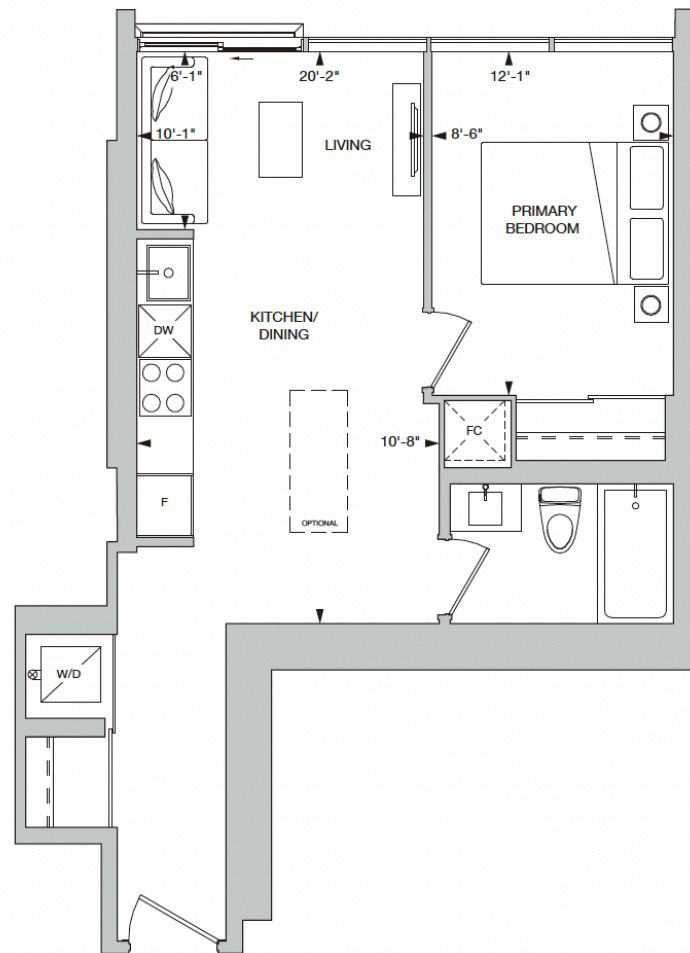 6'-1"
20'-2"
12'-1"
10'-1"
LIVING
8'-6"
PRIMARY
BEDROOM
KITCHEN/
DINING
DW
10'-8"
FC
F
OPTIONAL
W/D